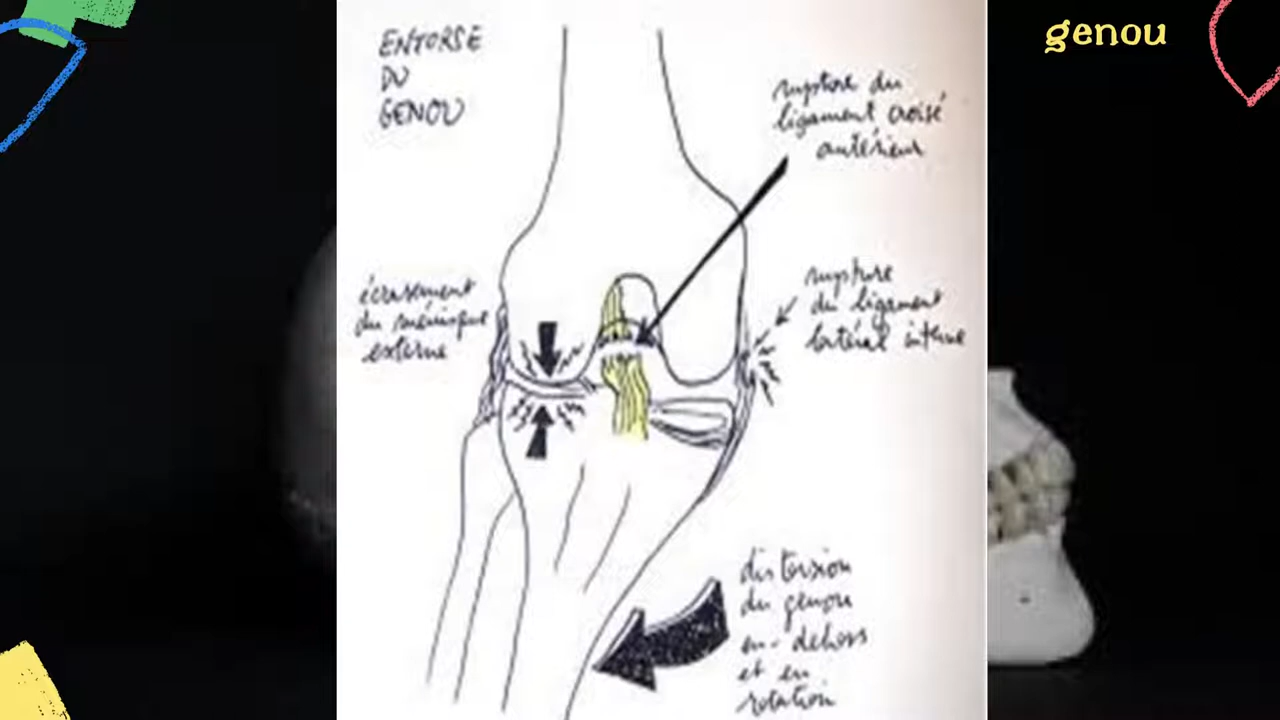 ENTORSE
DU
GENOU
genou
rupture du
ligament croisé
antérieur
écrasement
du ménisque
externe
rupture
du ligament
latéral interne
distorsion
du genou
en-dehors
et en
rotation